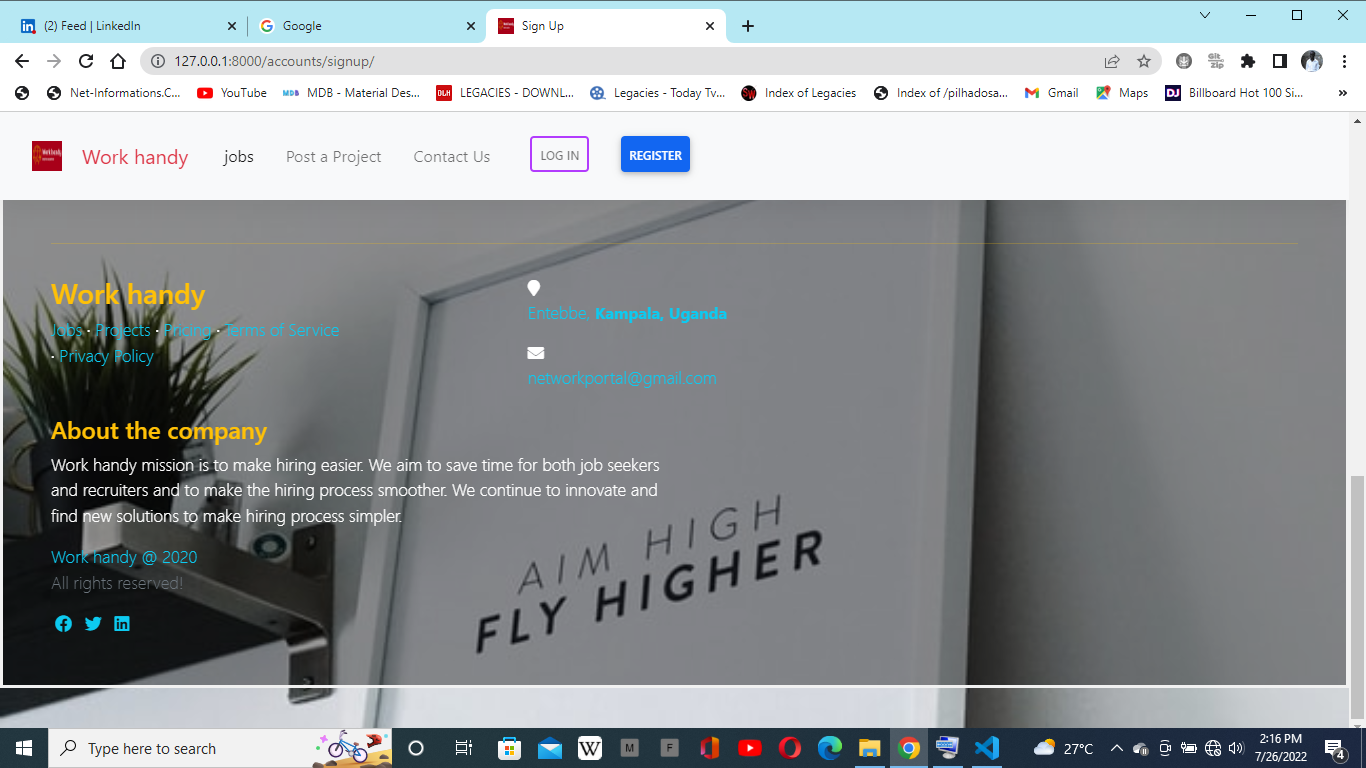 (2) Feed | LinkedIn
Google
Sign Up
127.0.0.1:8000/accounts/signup/
Net-Informations.C...
YouTube
MDB - Material Des...
LEGACIES - DOWNL...
Legacies - Today Tv...
Index of Legacies
Index of /pilhadosa...
Gmail
Maps
Billboard Hot 100 Si...
Work handy
jobs
Post a Project
Contact Us
LOG IN
REGISTER
Work handy
Jobs · Projects · Pricing · Terms of Service
· Privacy Policy
Entebbe, Kampala, Uganda
networkportal@gmail.com
About the company
Work handy mission is to make hiring easier. We aim to save time for both job seekers
and recruiters and to make the hiring process smoother. We continue to innovate and
find new solutions to make hiring process simpler.
Work handy @ 2020
All rights reserved!
AIM HIGH
FLY HIGHER
Type here to search
27°C
2:16 PM
7/26/2022
4